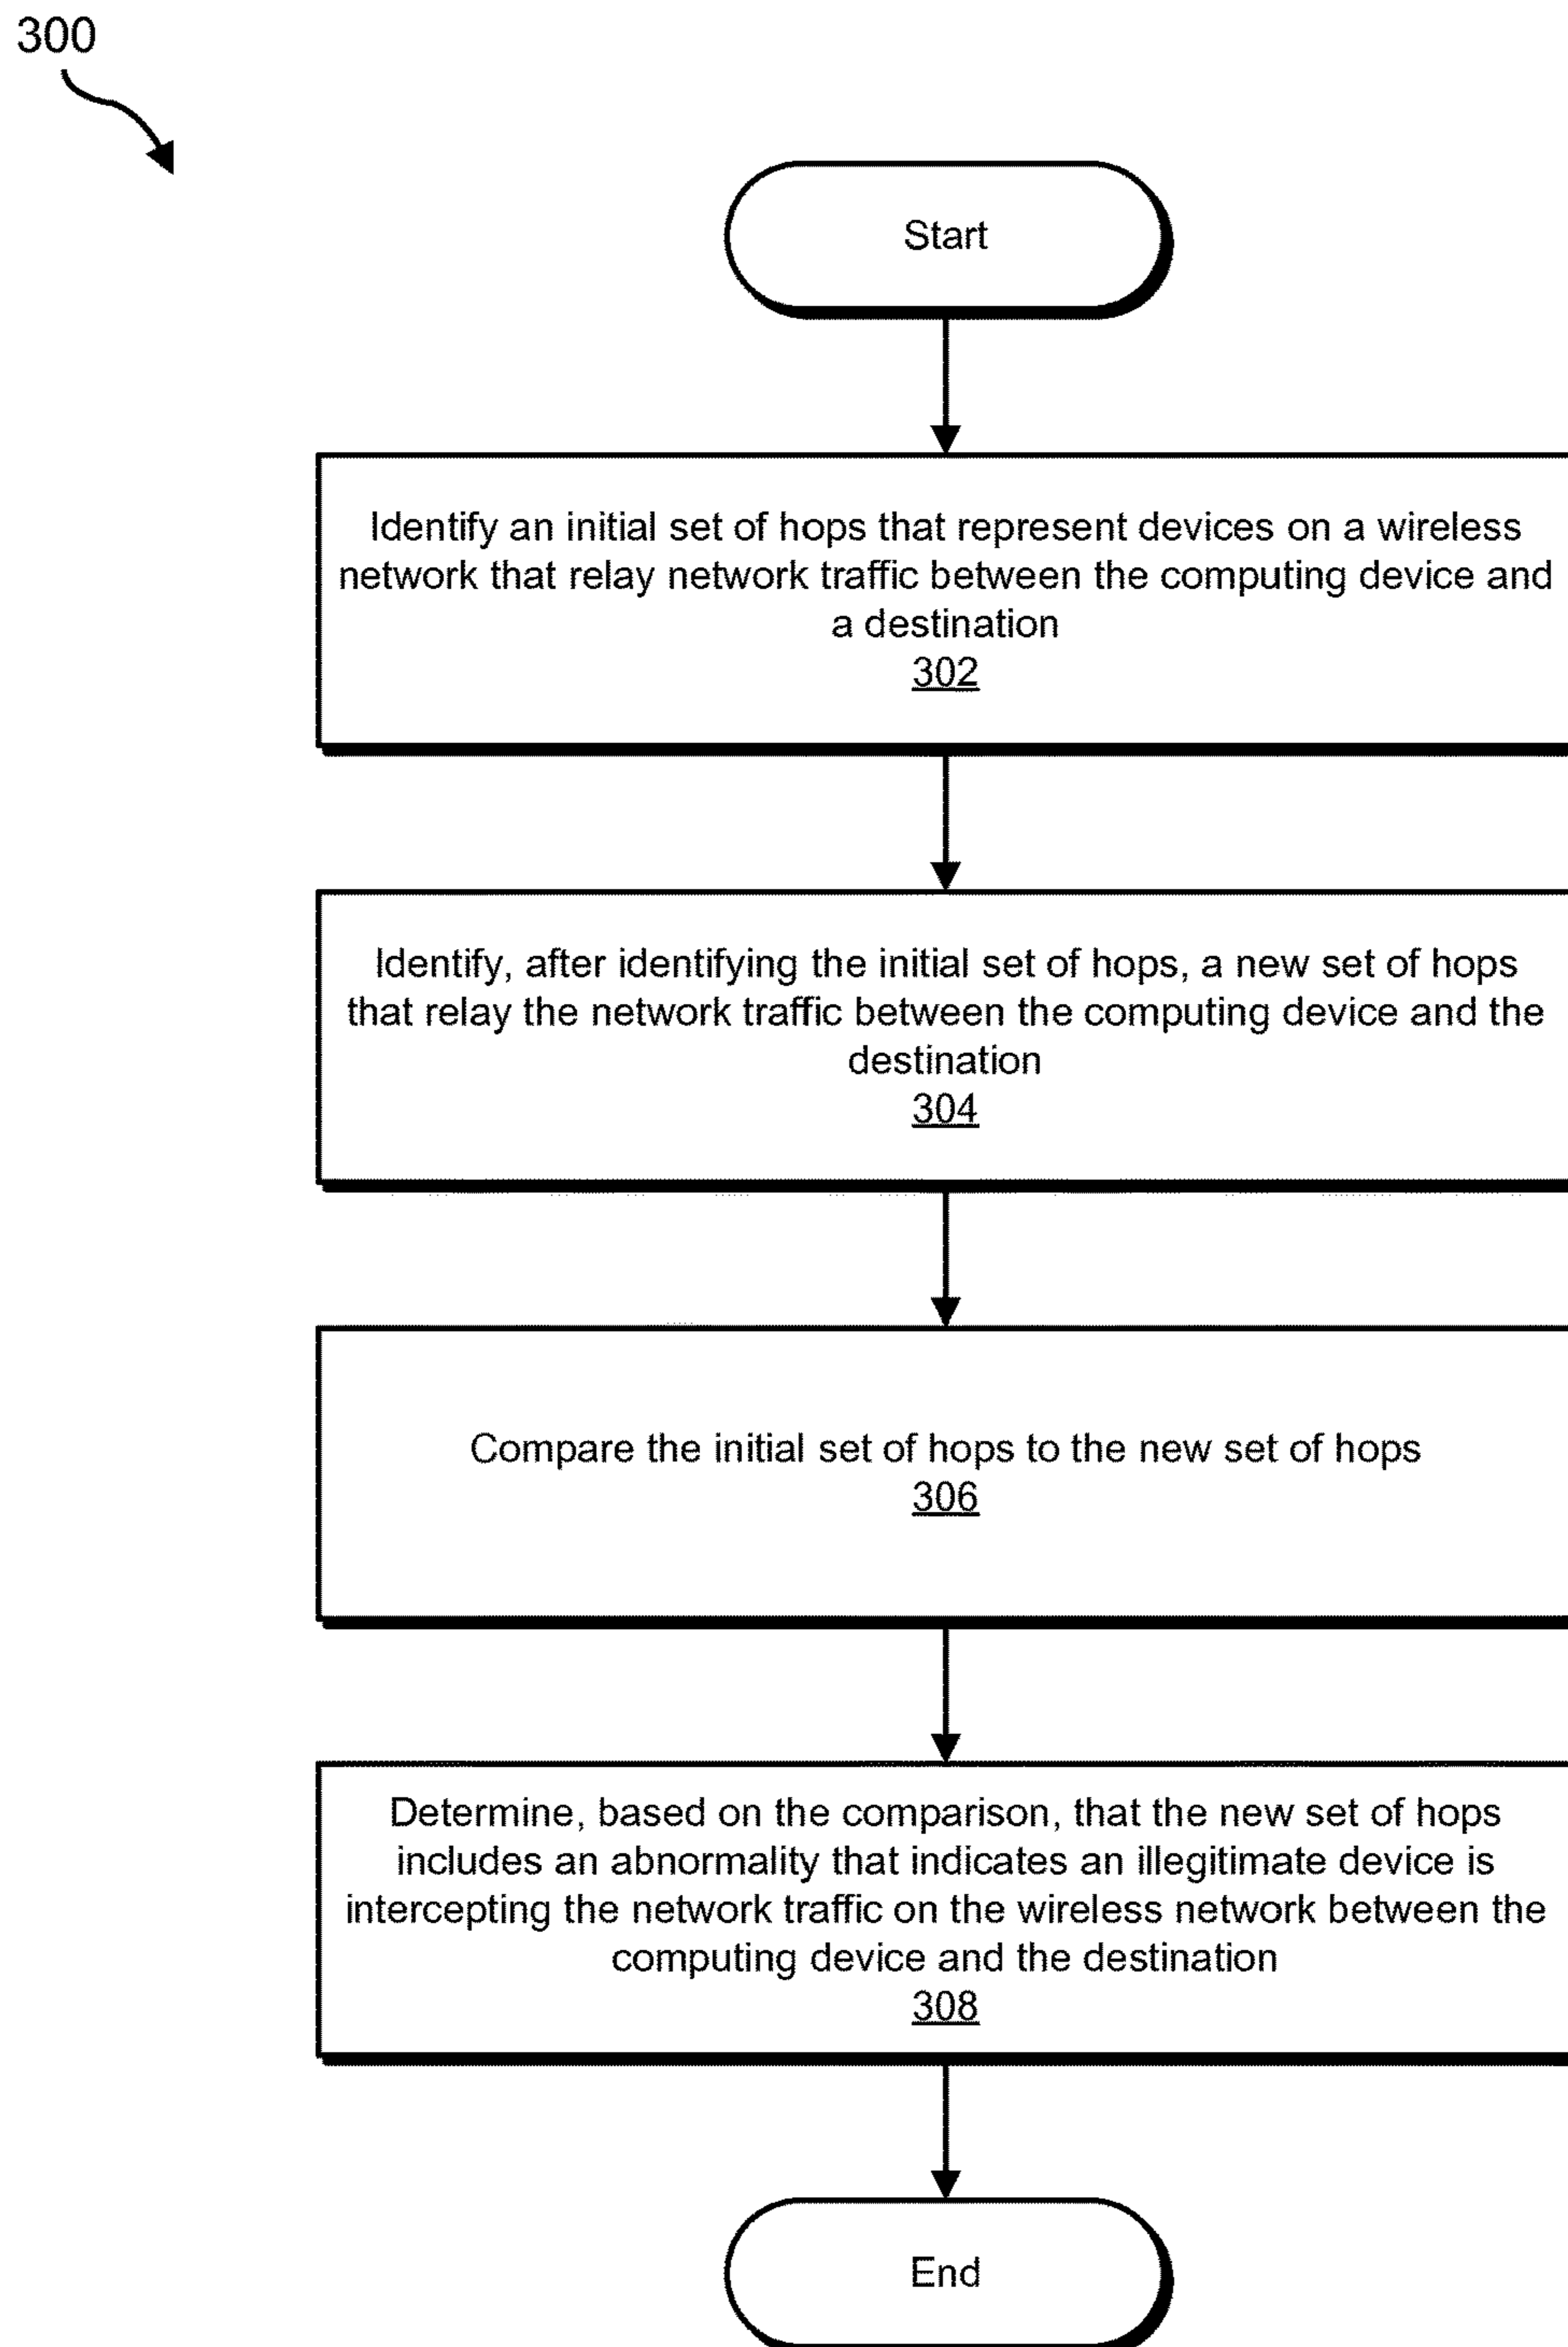 300
Start
Identify an initial set of hops that represent devices on a wireless
network that relay network traffic between the computing device and
a destination
302
Identify, after identifying the initial set of hops, a new set of hops
that relay the network traffic between the computing device and the
destination
304
Compare the initial set of hops to the new set of hops
306
Determine, based on the comparison, that the new set of hops
includes an abnormality that indicates an illegitimate device is
intercepting the network traffic on the wireless network between the
computing device and the destination
308
End